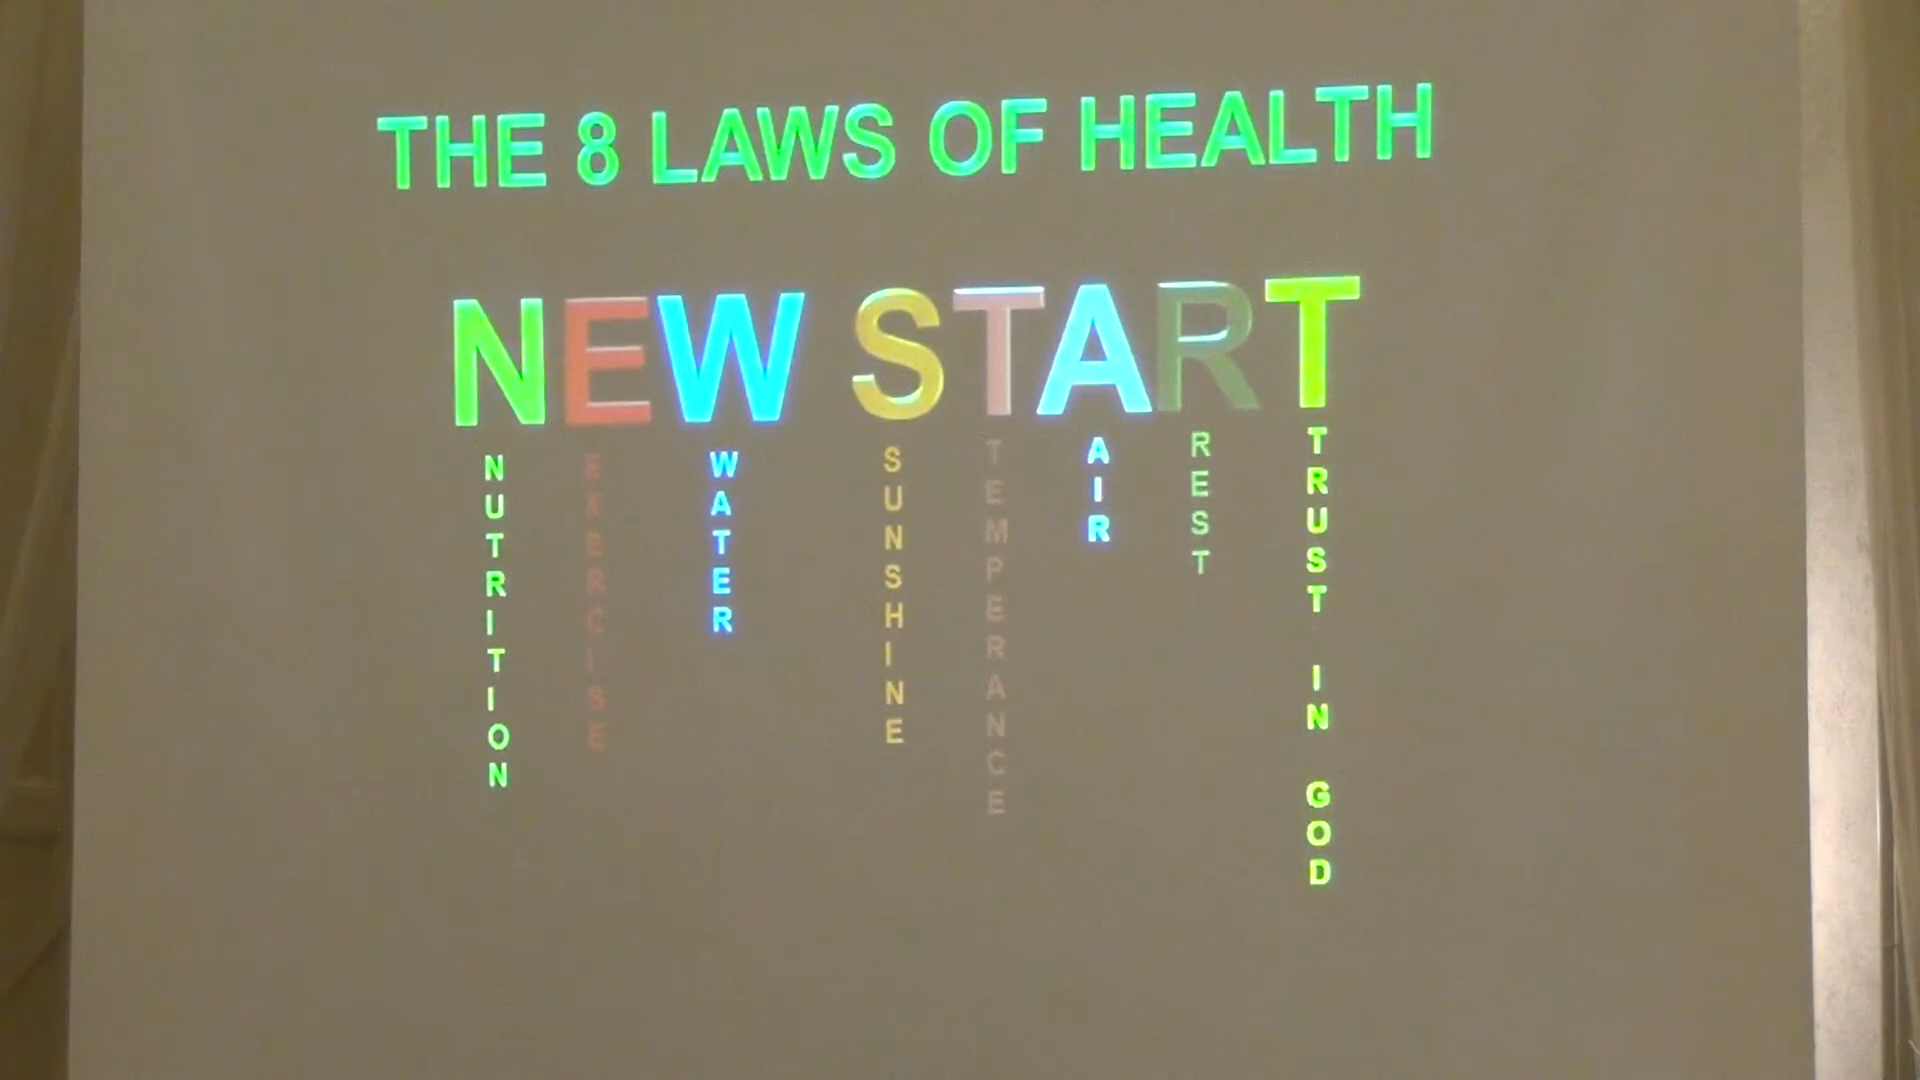 THE 8 LAWS OF HEALTH
NEW START
NUTRITION
EXERCISE
WATER
SUNSHINE
TEMPERANCE
AIR
REST
TRUST IN GOD